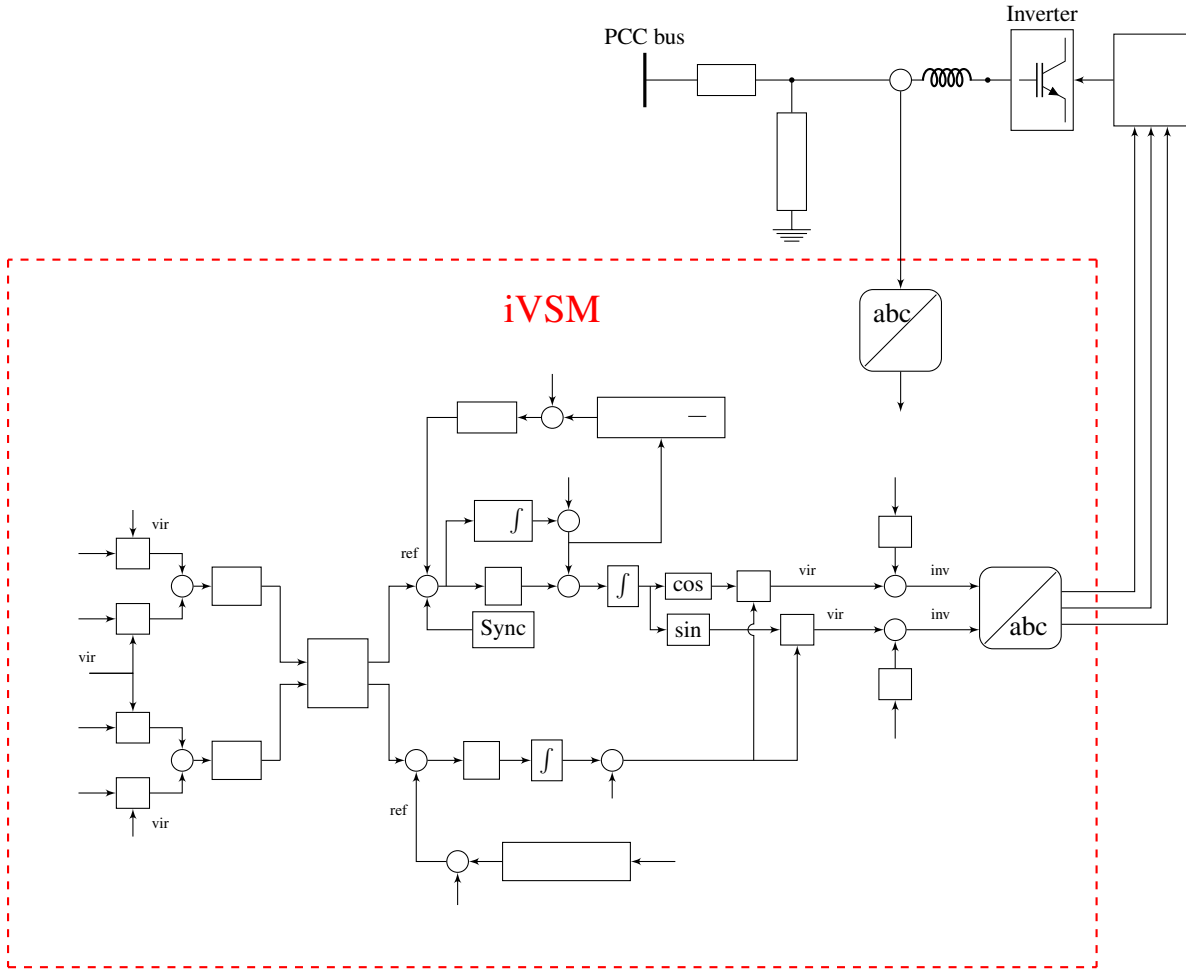 Inverter
PCC bus
iVSM
abc
vir
∫
ref
∫
cos
vir
inv
Sync
sin
vir
inv
abc
vir
∫
ref
vir